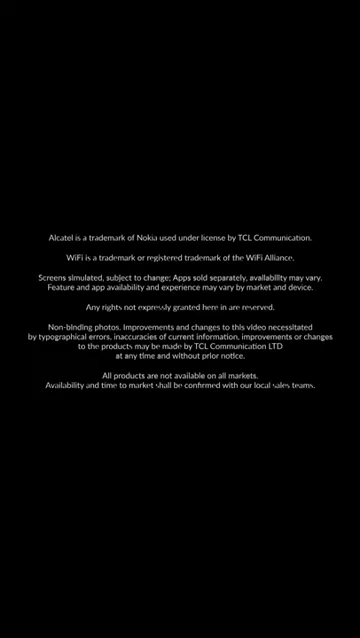 Alcatel is a trademark of Nokia used under license by TCL Communication.
WiFi is a trademark or registered trademark of the WiFi Alliance.
Screens simulated, subject to change; Apps sold separately, availability may vary.
Feature and app availability and experience may vary by market and device.
Any rights not expressly granted here in are reserved.
Non-binding photos. Improvements and changes to this video necessitated
by typographical errors, inaccuracies of current information, improvements or changes
to the products may be made by TCL Communication LTD
at any time and without prior notice.
All products are not available on all markets.
Availability and time to market shall be confirmed with our local sales teams.